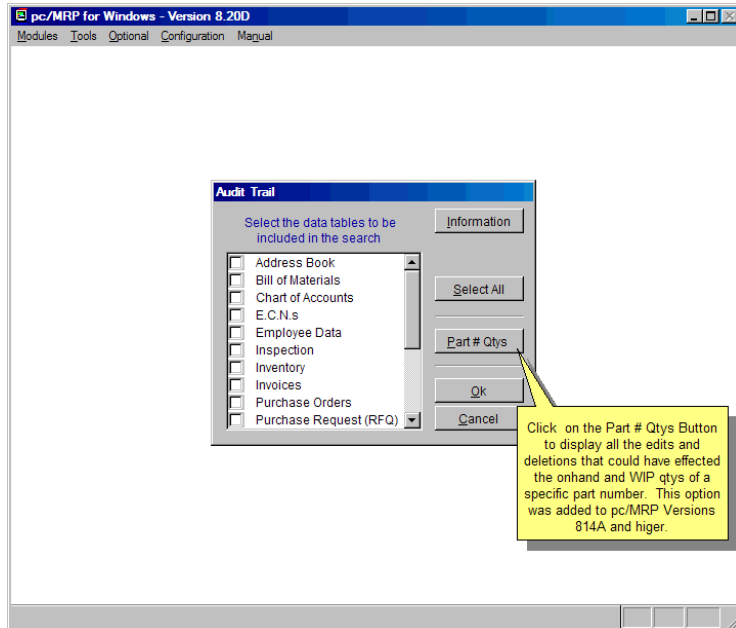 pc/MRP for Windows - Version 8.20D
Modules Tools Optional Configuration Manual
Audit Trail
Select the data tables to be
included in the search
Address Book
Bill of Materials
Chart of Accounts
E.C.N.s
Employee Data
Inspection
Inventory
Invoices
Purchase Orders
Purchase Request (RFQ)
Information
Select All
Part # Qtys
Ok
Cancel
Click on the Part # Qtys Button
to display all the edits and
deletions that could have effected
the onhand and WIP qtys of a
specific part number. This option
was added to pc/MRP Versions
814A and higer.